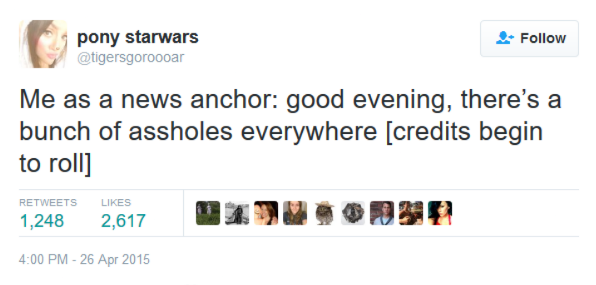 pony starwars
@tigersgoroooar
Follow
Me as a news anchor: good evening, there’s a
bunch of assholes everywhere [credits begin
to roll]
RETWEETS LIKES
1,248 2,617
4:00 PM - 26 Apr 2015